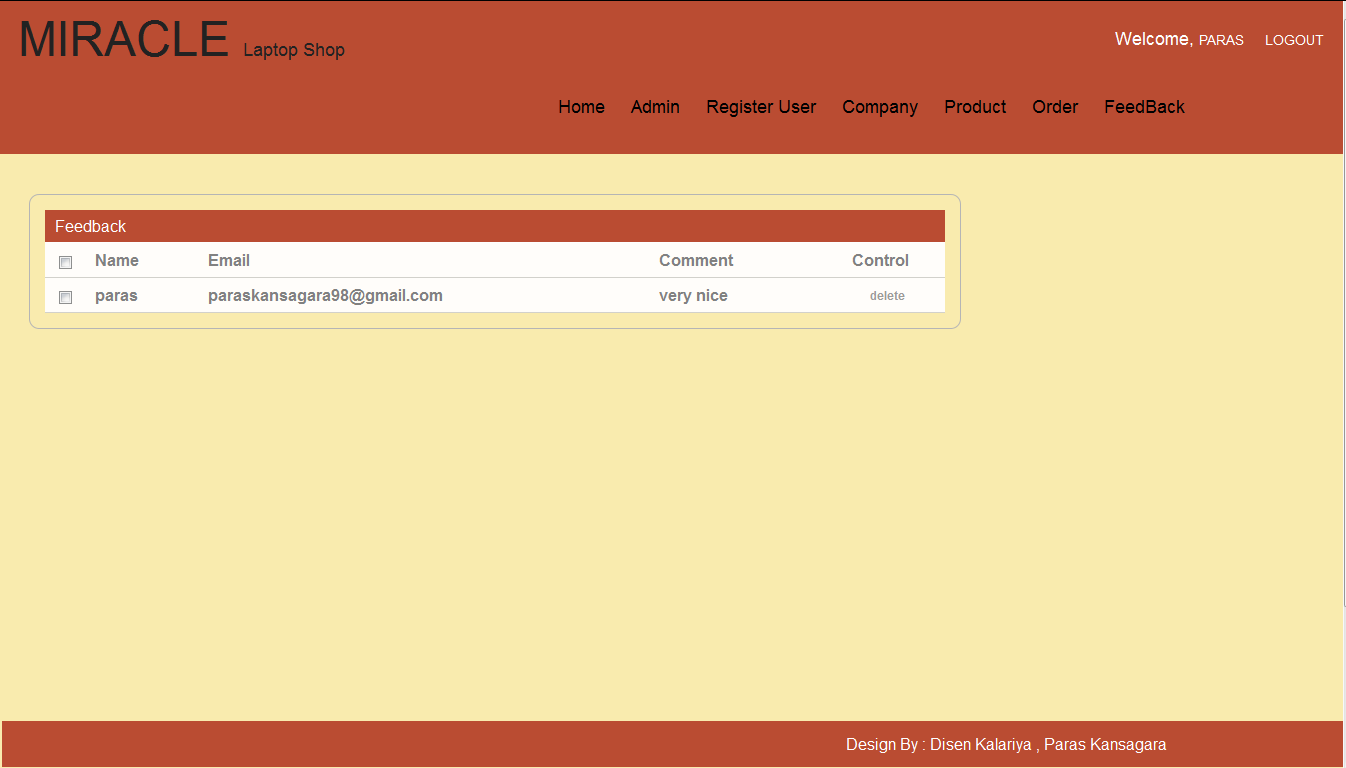 MIRACLE Laptop Shop
Welcome, PARAS LOGOUT
Home Admin Register User Company Product Order FeedBack
Feedback
Name Email Comment Control
paras paraskansagara98@gmail.com very nice delete
Design By : Disen Kalariya , Paras Kansagara